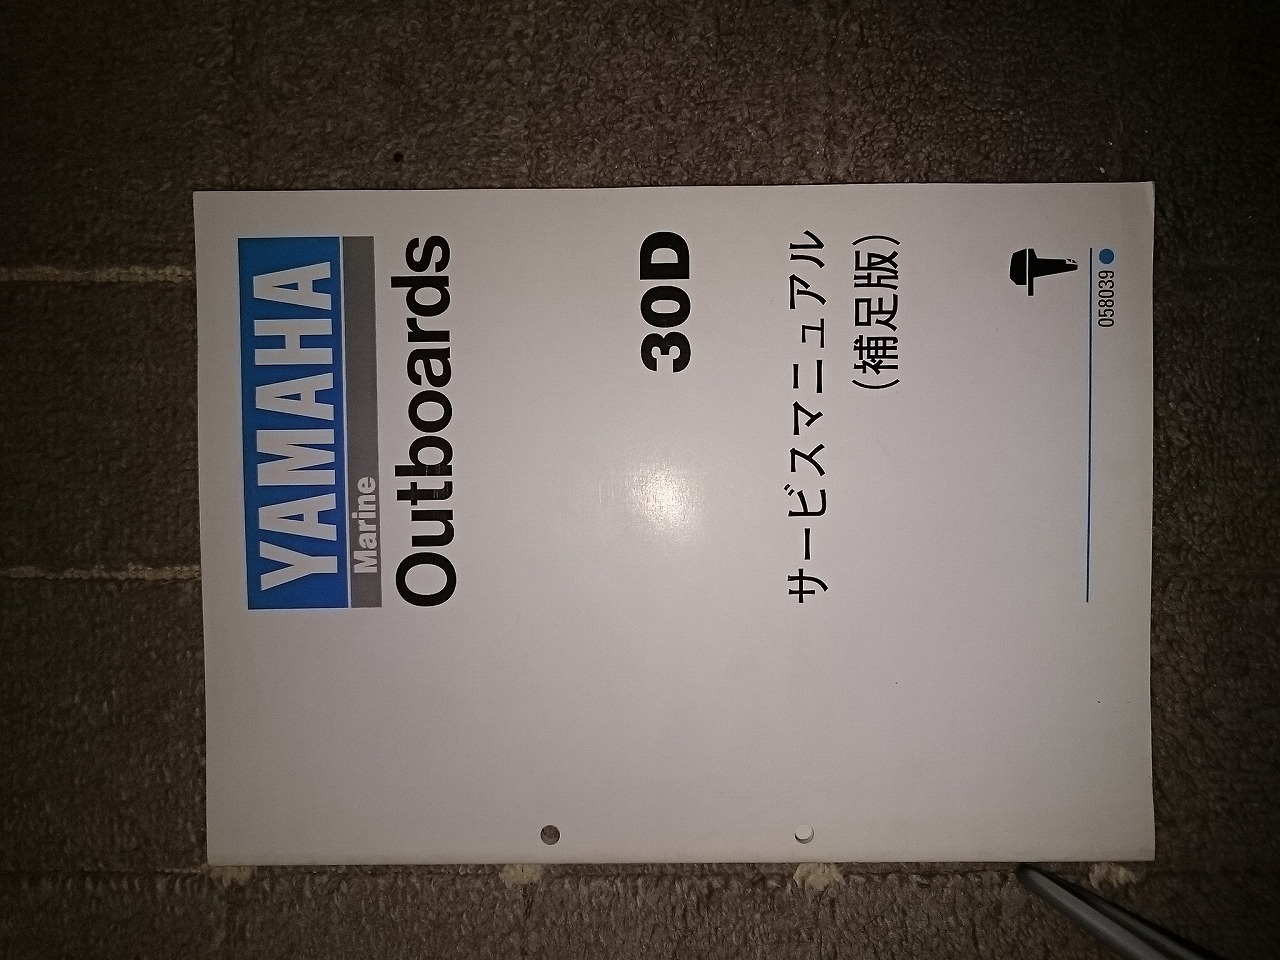 YAMAHA
Marine
Outboards
30D
サービスマニュアル
（補足版）
058039